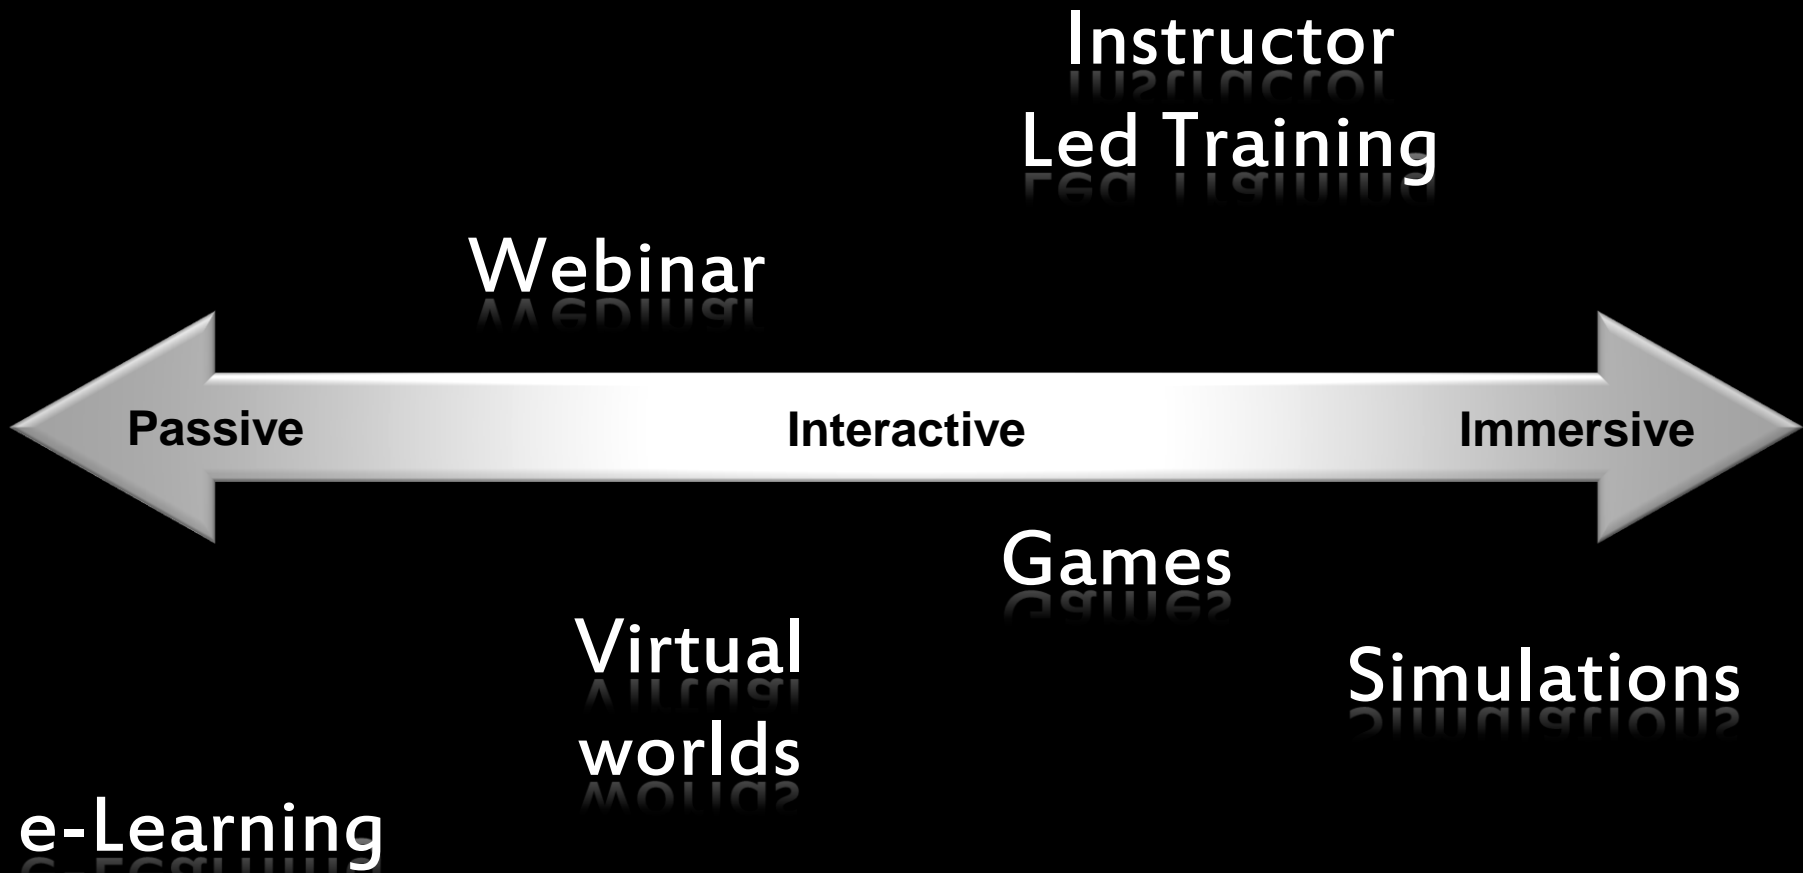 Instructor
Led Training
Webinar
Passive Interactive Immersive
Games
Virtual
worlds
Simulations
e-Learning